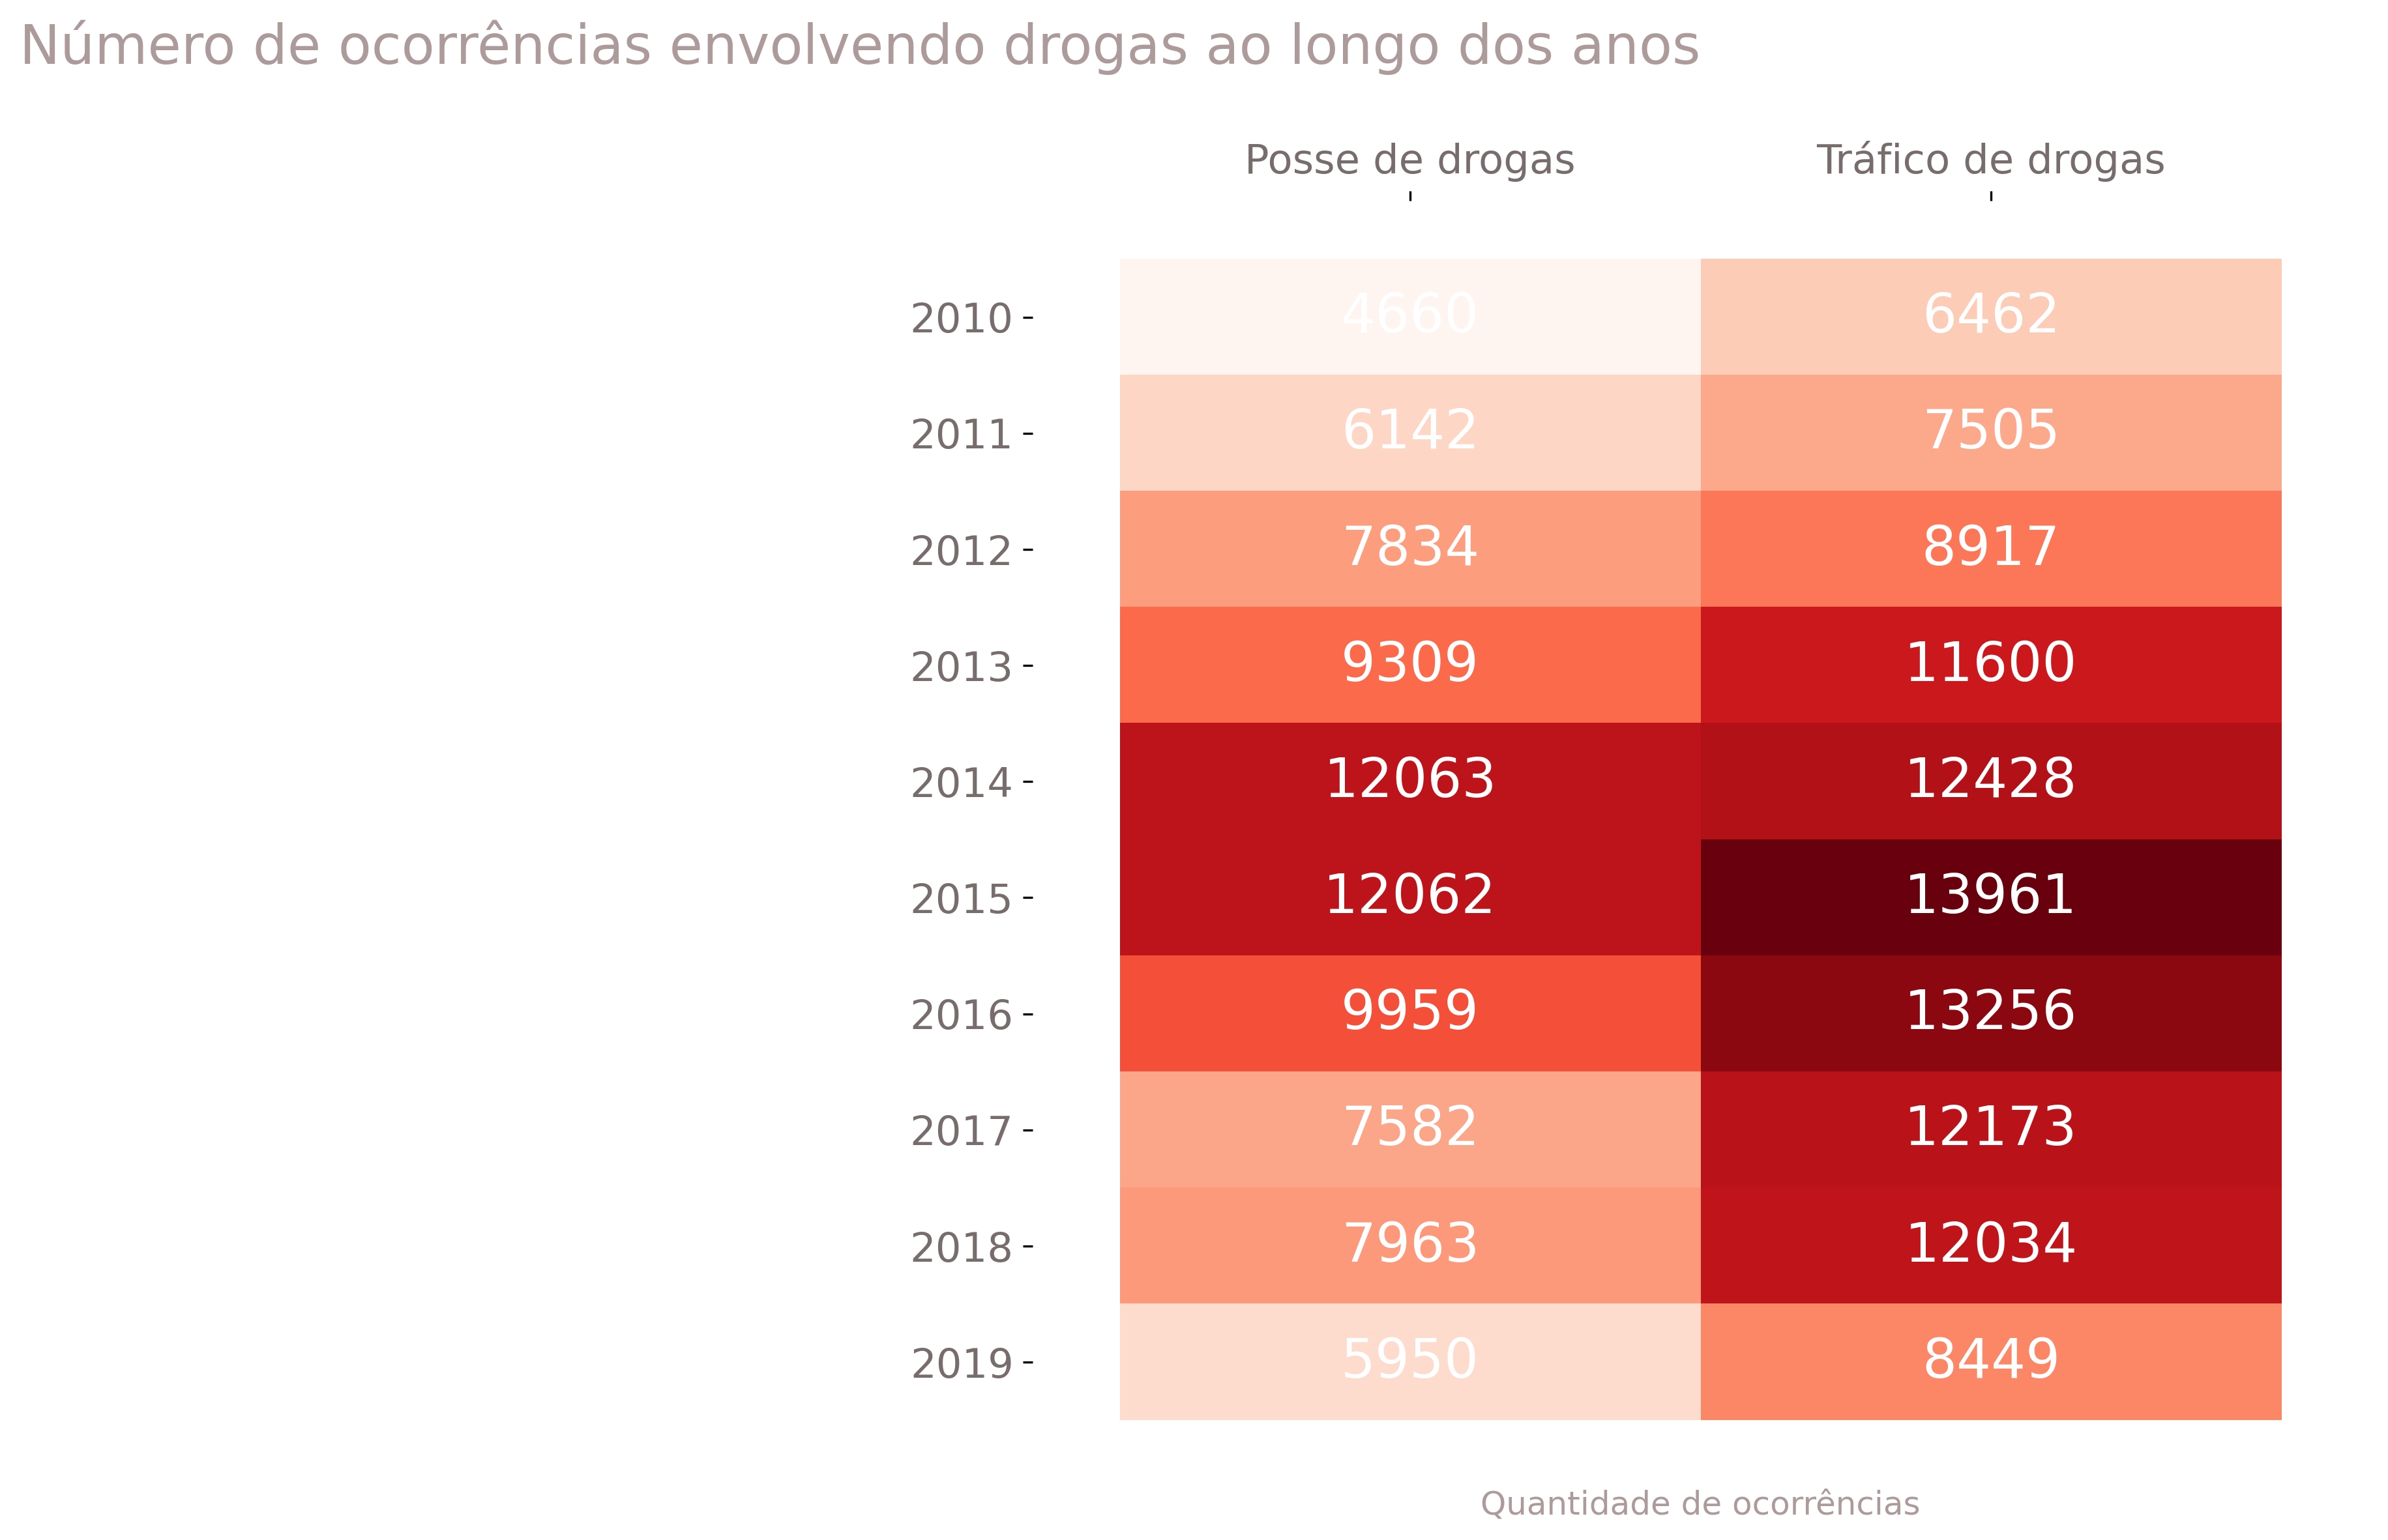 Número de ocorrências envolvendo drogas ao longo dos anos
Posse de drogas Tráfico de drogas
2010 4660 6462
2011 6142 7505
2012 7834 8917
2013 9309 11600
2014 12063 12428
2015 12062 13961
2016 9959 13256
2017 7582 12173
2018 7963 12034
2019 5950 8449
Quantidade de ocorrências